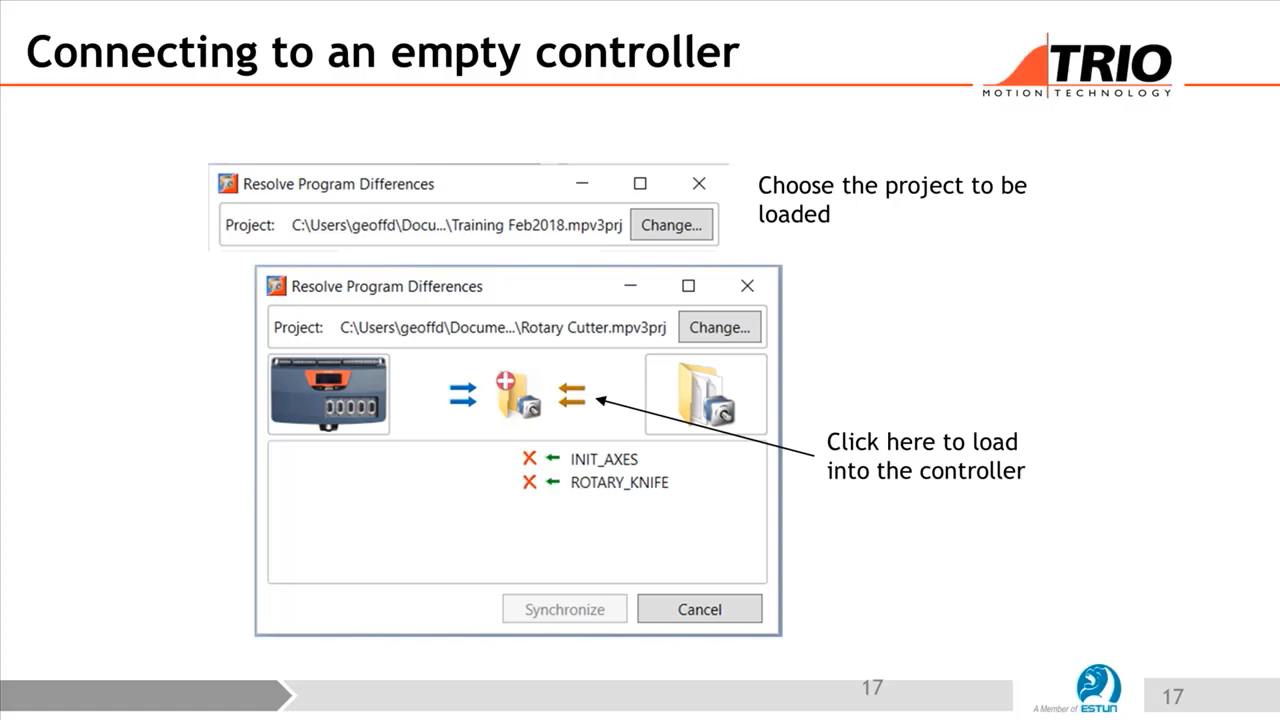 Connecting to an empty controller
TRIO
MOTION TECHNOLOGY
Resolve Program Differences
Project: C:\Users\geoffd\Docu...\Training Feb2018.mpv3prj Change...
Choose the project to be
loaded
Resolve Program Differences
Project: C:\Users\geoffd\Docume...\Rotary Cutter.mpv3prj Change...
Click here to load
into the controller
INIT_AXES
ROTARY_KNIFE
Synchronize Cancel
17
A Member of ESTUN
17